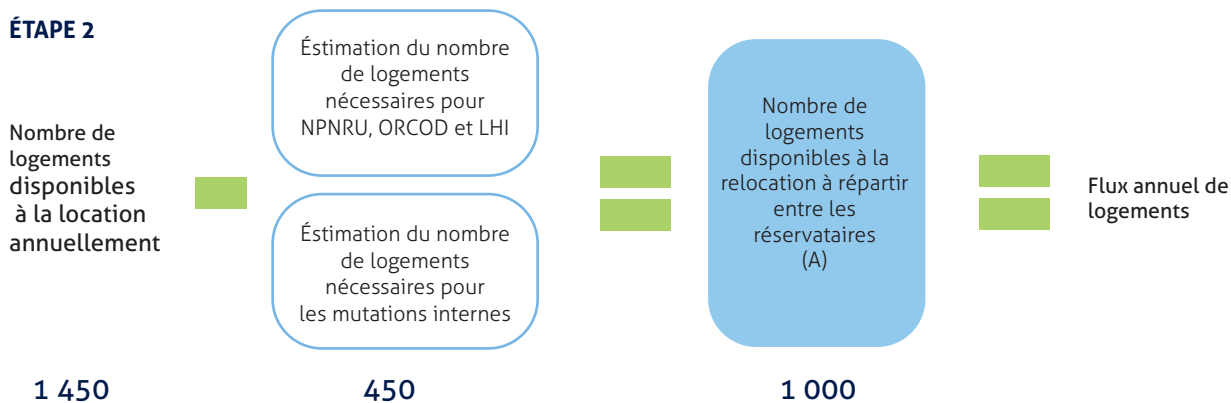 ÉTAPE 2
Nombre de
logements
disponibles
à la location
annuellement
Éstimation du nombre
de logements
nécessaires pour
NPNRU, ORCOD et LHI
Éstimation du nombre
de logements
nécessaires pour
les mutations internes
Nombre de
logements
disponibles à la
relocation à répartir
entre les
réservataires
(A)
Flux annuel de
logements
1 450
450
1 000